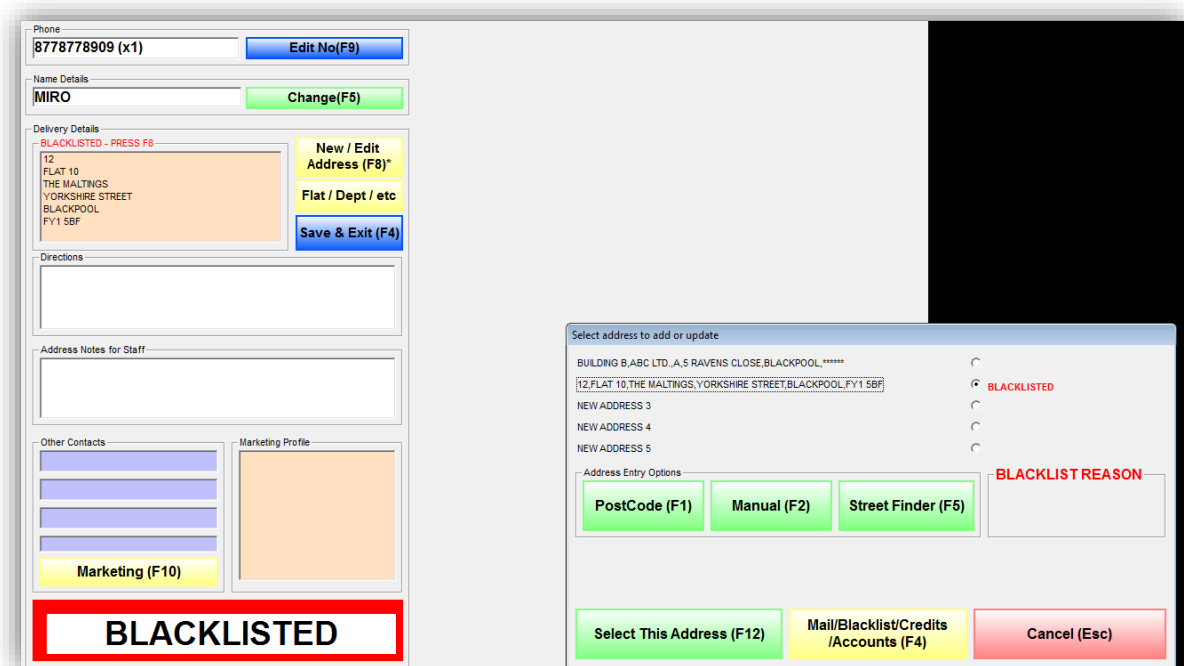 Phone
8778778909 (x1)
Edit No(F9)
Name Details
MIRO
Change(F5)
Delivery Details
BLACKLISTED - PRESS F8
12
FLAT 10
THE MALTINGS
YORKSHIRE STREET
BLACKPOOL
FY1 5BF
New / Edit
Address (F8)*
Flat / Dept / etc
Save & Exit (F4)
Directions
Address Notes for Staff
Other Contacts
Marketing Profile
Marketing (F10)
BLACKLISTED
Select address to add or update
BUILDING B,ABC LTD.,A,5 RAVENS CLOSE,BLACKPOOL,******
12,FLAT 10,THE MALTINGS,YORKSHIRE STREET,BLACKPOOL,FY1 5BF
BLACKLISTED
NEW ADDRESS 3
NEW ADDRESS 4
NEW ADDRESS 5
Address Entry Options
PostCode (F1)
Manual (F2)
Street Finder (F5)
BLACKLIST REASON
Select This Address (F12)
Mail/Blacklist/Credits
/Accounts (F4)
Cancel (Esc)